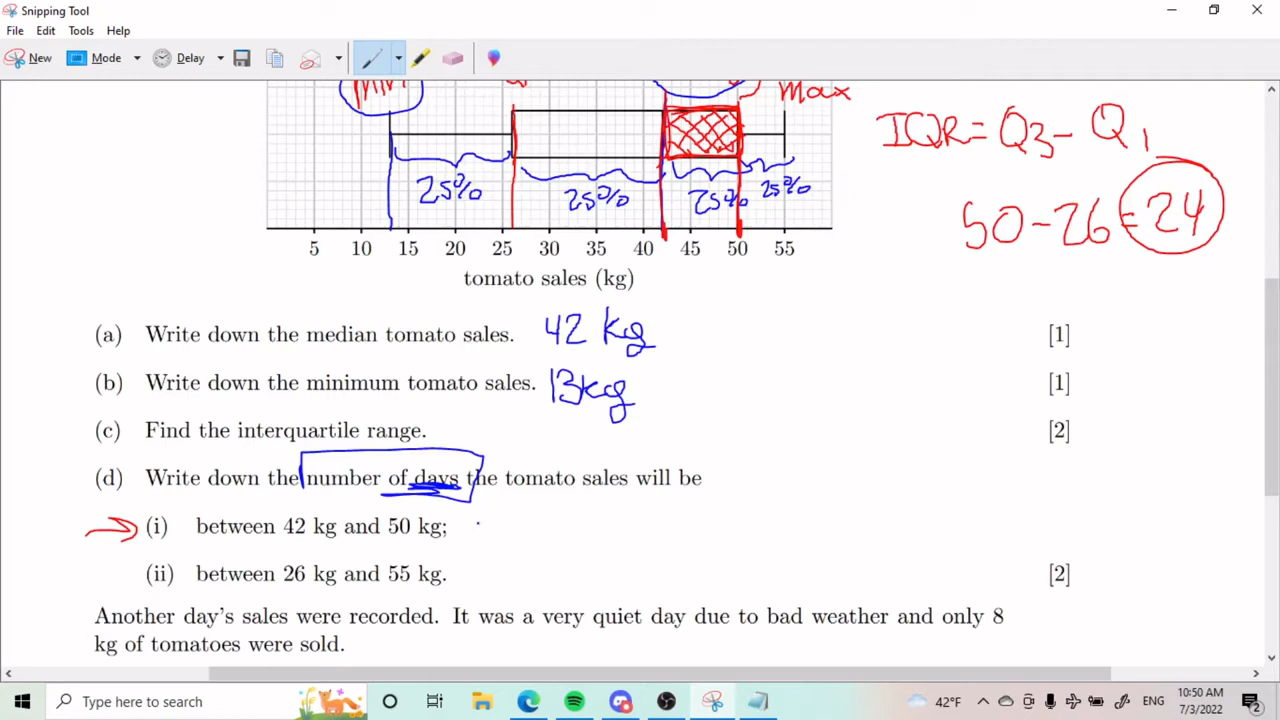 Snipping Tool
File Edit Tools Help
New Mode Delay
Max
IQR = Q3 - Q1
25% 25% 25% 25%
50 - 26 = 24
5 10 15 20 25 30 35 40 45 50 55
tomato sales (kg)
(a) Write down the median tomato sales. 42 kg [1]
(b) Write down the minimum tomato sales. 13kg [1]
(c) Find the interquartile range. [2]
(d) Write down the number of days the tomato sales will be
(i) between 42 kg and 50 kg;
(ii) between 26 kg and 55 kg. [2]
Another day's sales were recorded. It was a very quiet day due to bad weather and only 8
kg of tomatoes were sold.
Type here to search 42°F ENG 10:50 AM
7/3/2022 2